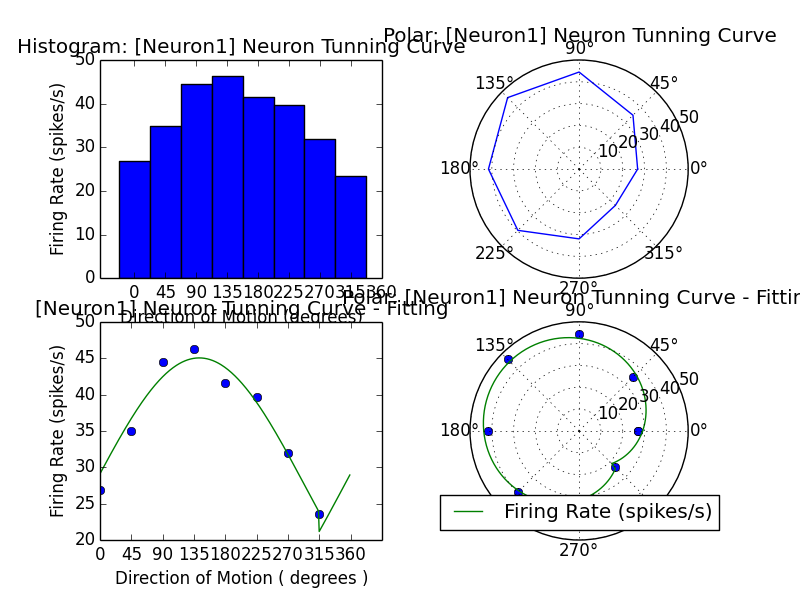 Histogram: [Neuron1] Neuron Tunning Curve
50
40
30
20
10
0
Firing Rate (spikes/s)
0 45 90 135 180 225 270 315 360
Direction of Motion (degrees)
Polar: [Neuron1] Neuron Tunning Curve
90°
135° 45°
180° 0°
225° 315°
270°
10 20 30 40 50
[Neuron1] Neuron Tunning Curve - Fitting
50
45
40
35
30
25
20
Firing Rate (spikes/s)
0 45 90 135 180 225 270 315 360
Direction of Motion ( degrees )
Polar: [Neuron1] Neuron Tunning Curve - Fittin
90°
135° 45°
180° 0°
270°
10 20 30 40 50
Firing Rate (spikes/s)